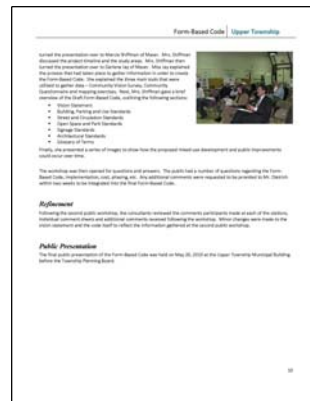 Form-Based Code | Upper Township
turned the presentation over to Marcia Shiffman of Maser. Mrs. Shiffman
discussed the project timeline and the study areas. Mrs. Shiffman then
turned the presentation over to Darlene Jay of Maser. Miss Jay explained
the process that had taken place to gather information in order to create
the Form-Based Code. She explained the three main tools that were
utilized to gather data – Community Vision Survey, Community
Questionnaire and mapping exercises. Next, Mrs. Shiffman gave a brief
overview of the Draft Form-Based Code, outlining the following sections:
• Vision Statement
• Building, Parking and Use Standards
• Street and Circulation Standards
• Open Space and Park Standards
• Signage Standards
• Architectural Standards
• Glossary of Terms
Finally, she presented a series of images to show how the proposed mixed use development and public improvements
could occur over time.
The workshop was then opened for questions and answers. The public had a number of questions regarding the Form-
Based Code, implementation, cost, phasing, etc. Any additional comments were requested to be provided to Mr.
within two weeks to be integrated into the final Form-Based Code.
Refinement
Following the second public workshop, the consultants reviewed the comments participants made at each of the stations,
individual comment sheets and additional comments received following the workshop. Minor changes were made to the
vision statement and the code itself to reflect the information gathered at the second public workshop.
Public Presentation
The final public presentation of the Form-Based Code was held on May 20, 2010 at the Upper Township Municipal Building
before the Township Planning Board.